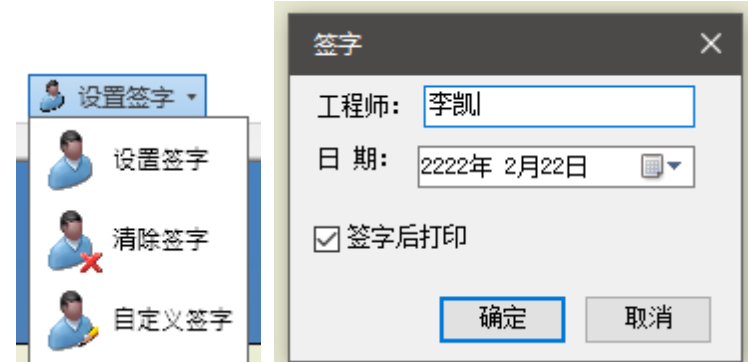 设置签字
设置签字
清除签字
自定义签字
签字
工程师：
李凯
日 期：
2222年 2月22日
签字后打印
确定
取消